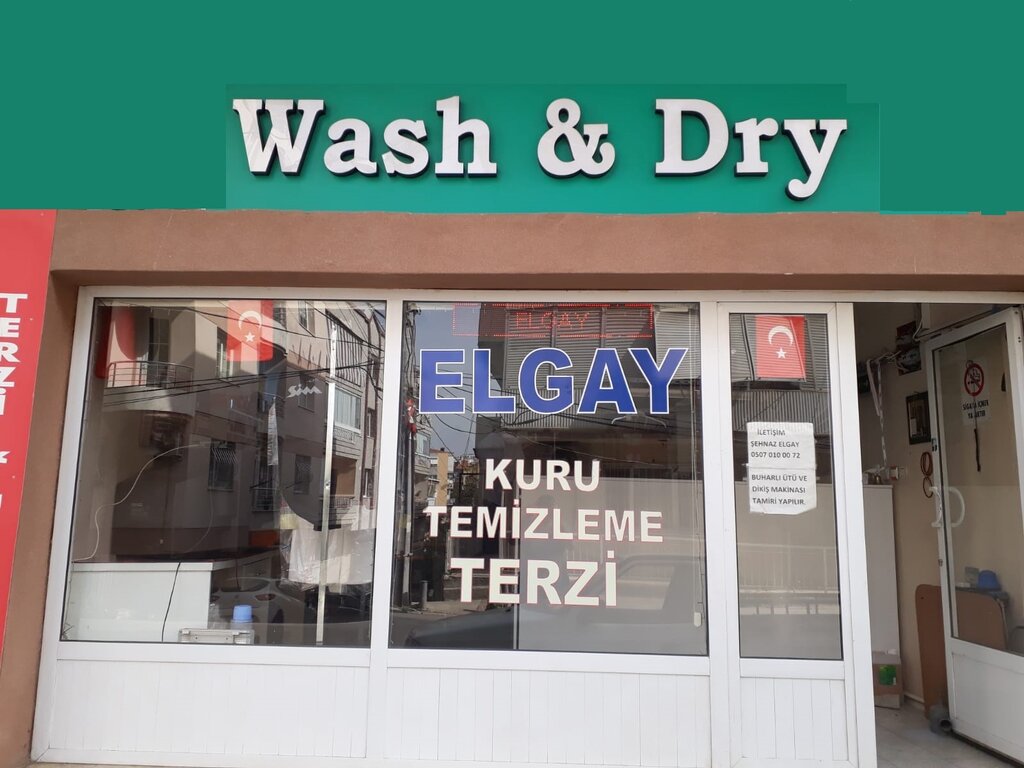 Wash & Dry
TERZİ
ELGAY
ELGAY
KURU
TEMİZLEME
TERZİ
İLETİŞİM
ŞEHNAZ ELGAY
0507 010 00 72
BUHARLI ÜTÜ VE
DİKİŞ MAKİNASI
TAMİRİ YAPILIR.